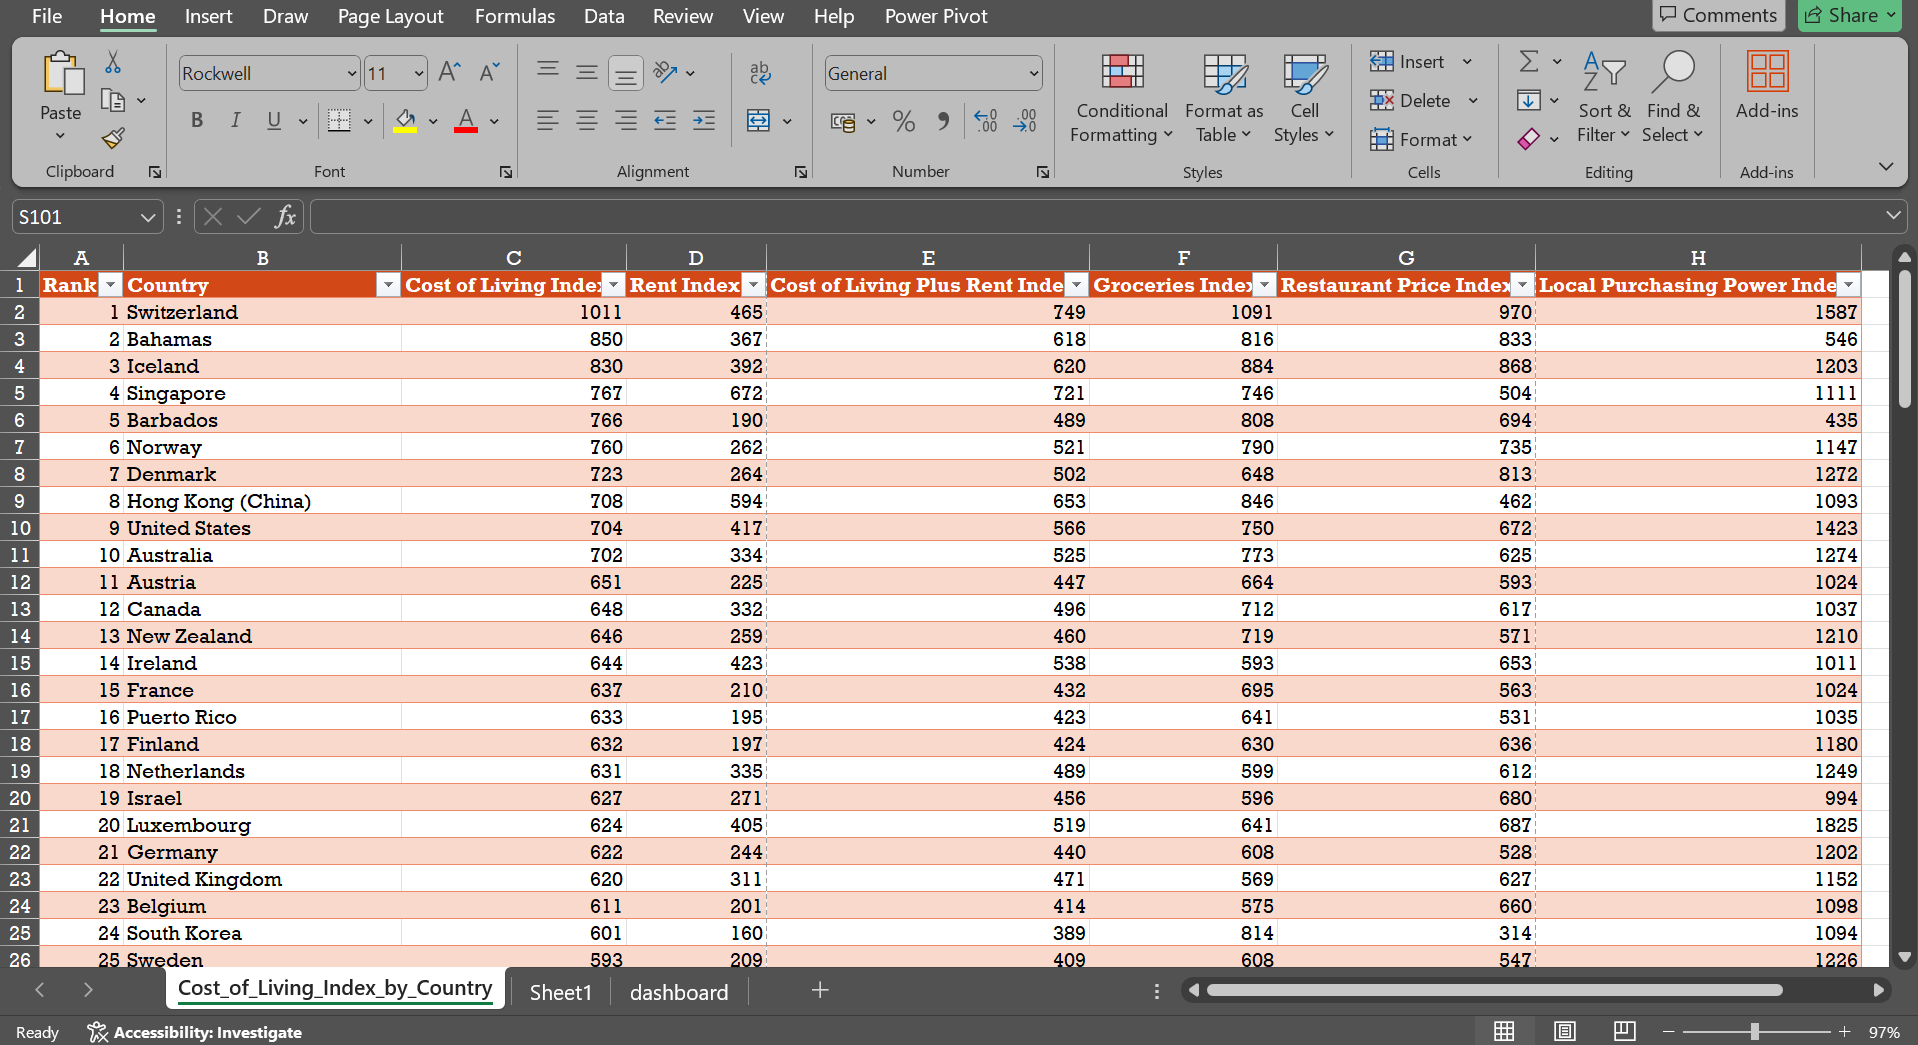 File Home Insert Draw Page Layout Formulas Data Review View Help Power Pivot Comments Share
Paste
Clipboard
Rockwell 11
B I U
Font
ab
Alignment
General
Number
Conditional Formatting
Format as Table
Cell Styles
Styles
Insert
Delete
Format
Cells
Sort & Filter
Find & Select
Editing
Add-ins
Add-ins
S101 fx
A B C D E F G H
1 Rank Country Cost of Living Index Rent Index Cost of Living Plus Rent Inde Groceries Index Restaurant Price Index Local Purchasing Power Inde
2 1 Switzerland 1011 465 749 1091 970 1587
3 2 Bahamas 850 367 618 816 833 546
4 3 Iceland 830 392 620 884 868 1203
5 4 Singapore 767 672 721 746 504 1111
6 5 Barbados 766 190 489 808 694 435
7 6 Norway 760 262 521 790 735 1147
8 7 Denmark 723 264 502 648 813 1272
9 8 Hong Kong (China) 708 594 653 846 462 1093
10 9 United States 704 417 566 750 672 1423
11 10 Australia 702 334 525 773 625 1274
12 11 Austria 651 225 447 664 593 1024
13 12 Canada 648 332 496 712 617 1037
14 13 New Zealand 646 259 460 719 571 1210
15 14 Ireland 644 423 538 593 653 1011
16 15 France 637 210 432 695 563 1024
17 16 Puerto Rico 633 195 423 641 531 1035
18 17 Finland 632 197 424 630 636 1180
19 18 Netherlands 631 335 489 599 612 1249
20 19 Israel 627 271 456 596 680 994
21 20 Luxembourg 624 405 519 641 687 1825
22 21 Germany 622 244 440 608 528 1202
23 22 United Kingdom 620 311 471 569 627 1152
24 23 Belgium 611 201 414 575 660 1098
25 24 South Korea 601 160 389 814 314 1094
26 25 Sweden 593 209 409 608 547 1226
Cost_of_Living_Index_by_Country Sheet1 dashboard
Ready Accessibility: Investigate 97%